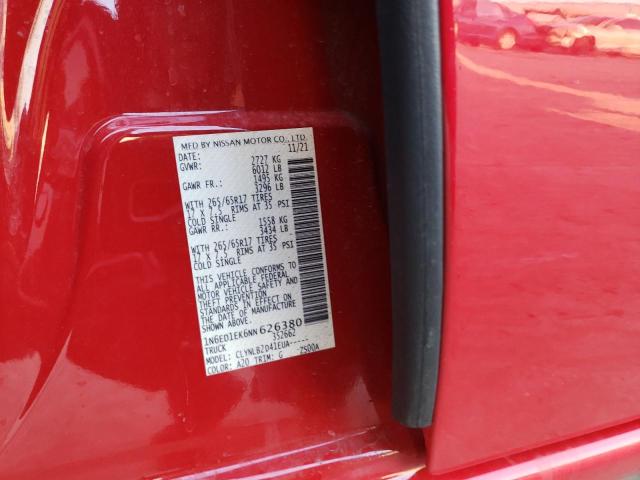 MFD BY NISSAN MOTOR CO., LTD.
DATE: 11/21
GVWR: 2727 KG
6012 LB
GAWR FR.: 1495 KG
3296 LB
WITH 265/65R17 TIRES
17 X 7.5 RIMS AT 35 PSI
COLD SINGLE
GAWR RR.: 1558 KG
3434 LB
WITH 265/65R17 TIRES
17 X 7.5 RIMS AT 35 PSI
COLD SINGLE
THIS VEHICLE CONFORMS TO
ALL APPLICABLE FEDERAL
MOTOR VEHICLE SAFETY AND
THEFT PREVENTION
STANDARDS IN EFFECT ON
THE DATE OF MANUFACTURE
SHOWN ABOVE.
1N6ED1EK6NN 626380
TRUCK 352662
MODEL: CLYNLBZD41EUA-----
COLOR: A20 TRIM: G ZS00A